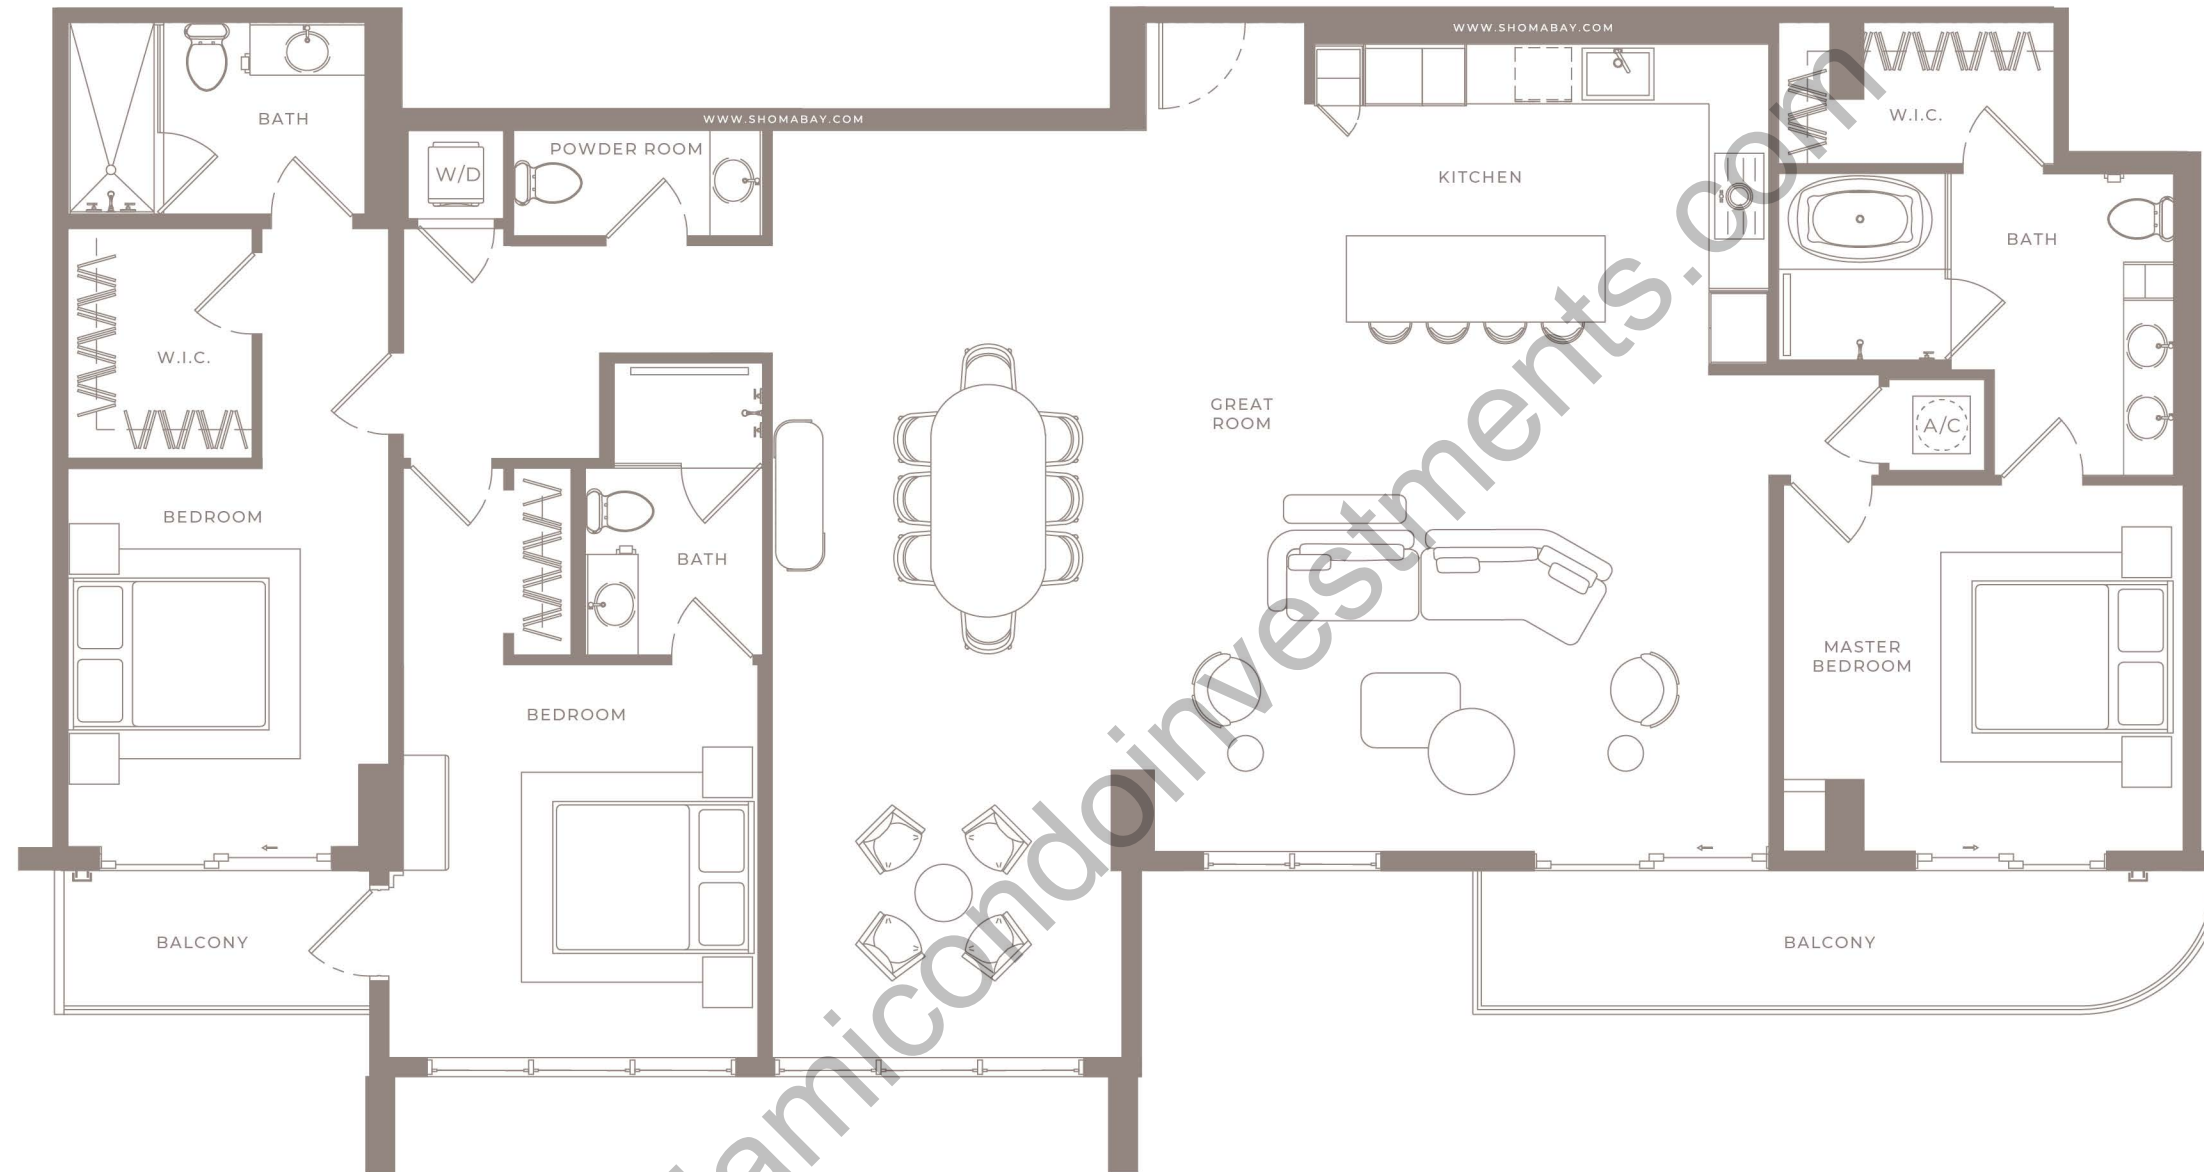 WWW.SHOMABAY.COM
WWW.SHOMABAY.COM
BATH
W/D
POWDER ROOM
KITCHEN
W.I.C.
BATH
W.I.C.
GREAT
ROOM
A/C
BEDROOM
BATH
BEDROOM
MASTER
BEDROOM
BALCONY
BALCONY
amicondoinvestments.com